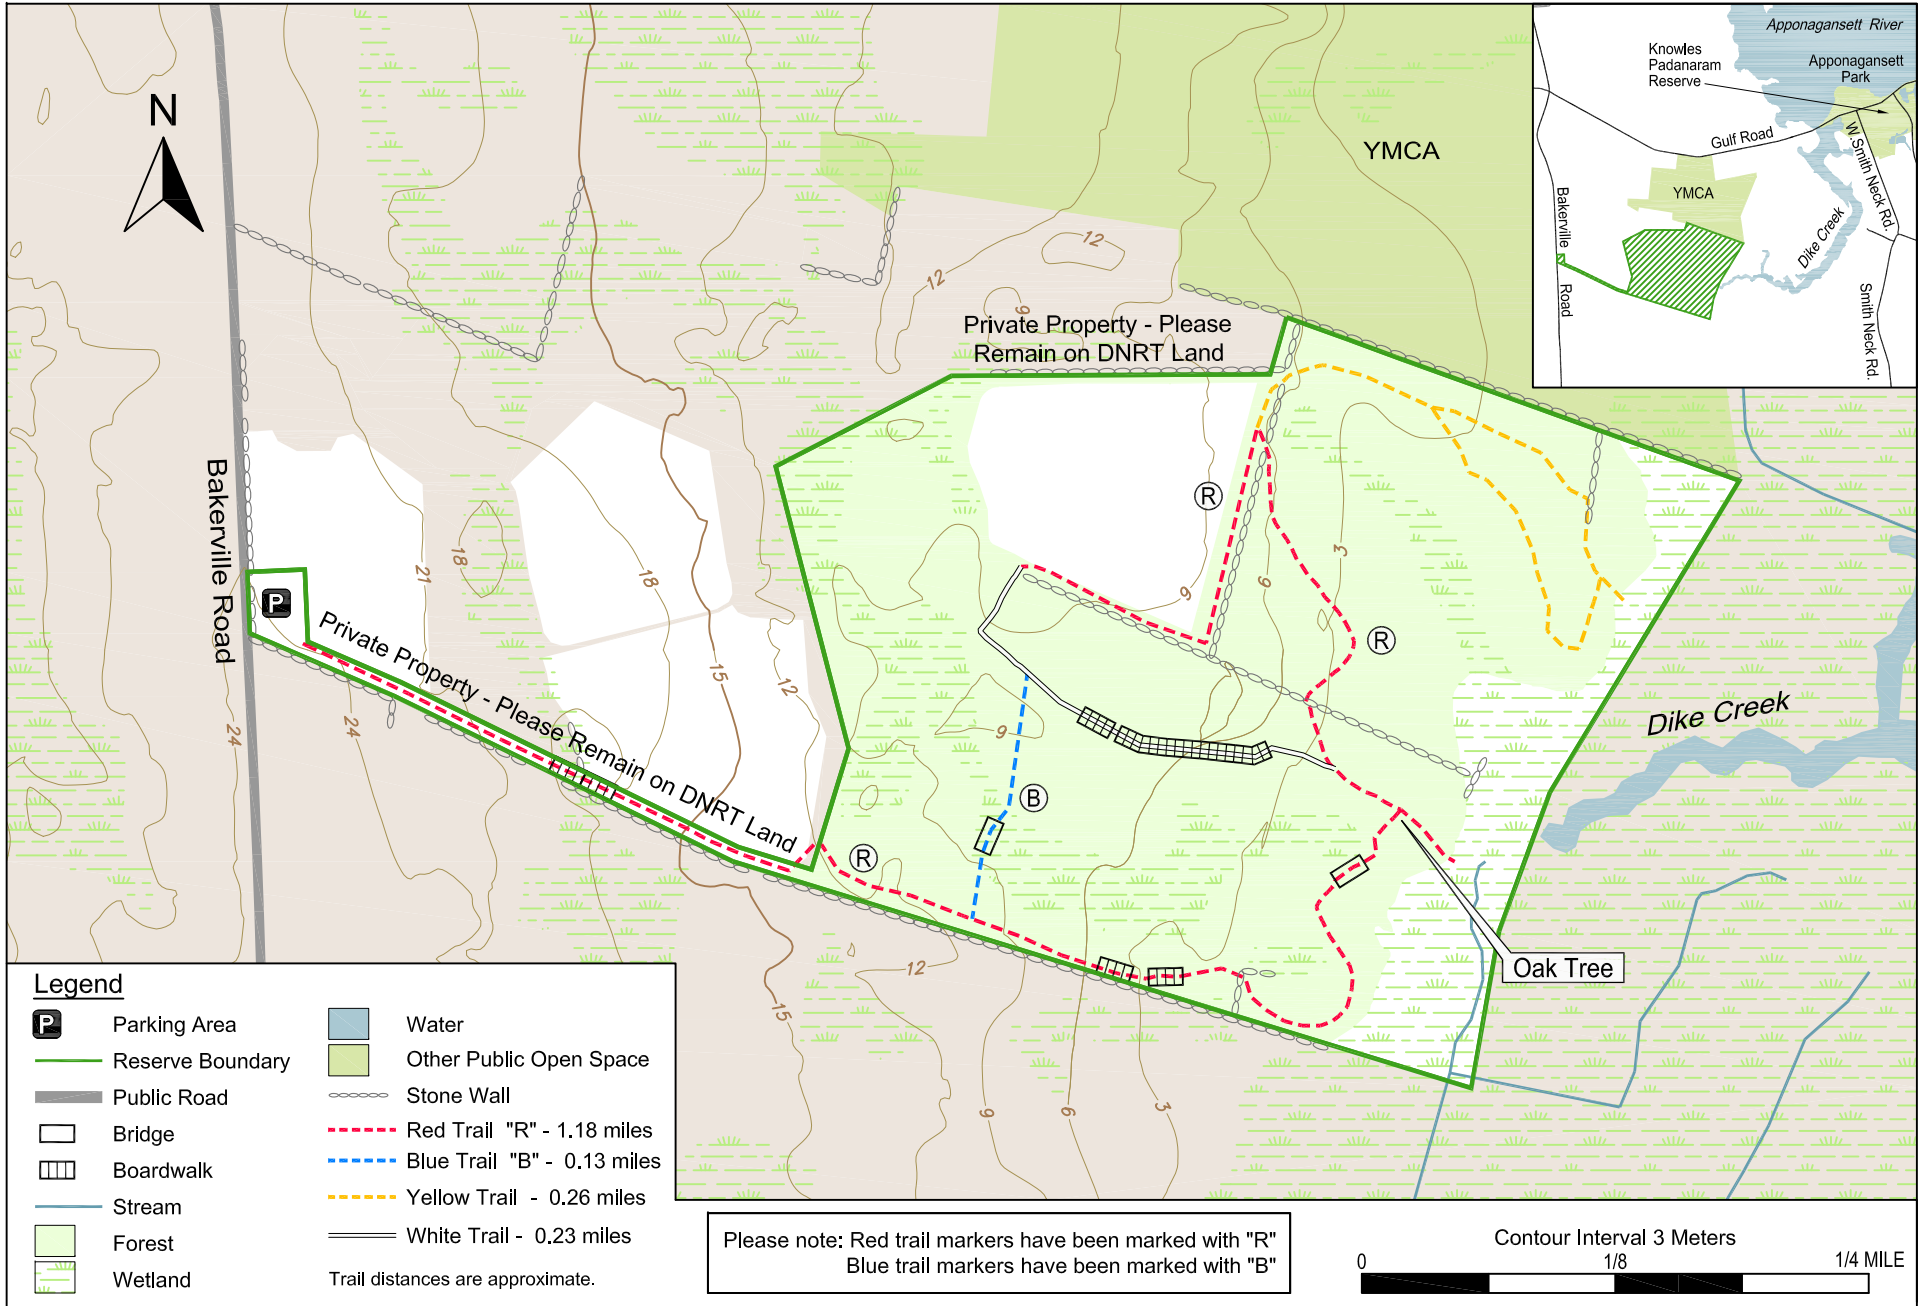 N
YMCA
Private Property - Please
Remain on DNRT Land
Bakerville Road
P
Private Property - Please Remain on DNRT Land
12
12
9
18
21
18
24
24
15
12
9
9
6
3
R
R
R
B
12
15
9
6
3
Dike Creek
Oak Tree
Apponagansett River
Knowles
Padanaram
Reserve
Apponagansett
Park
Gulf Road
W. Smith Neck Rd.
YMCA
Bakerville
Road
Dike Creek
Smith Neck Rd.
Legend
P Parking Area
Reserve Boundary
Public Road
Bridge
Boardwalk
Stream
Forest
Wetland
Water
Other Public Open Space
Stone Wall
Red Trail "R" - 1.18 miles
Blue Trail "B" - 0.13 miles
Yellow Trail - 0.26 miles
White Trail - 0.23 miles
Trail distances are approximate.
Please note: Red trail markers have been marked with "R"
Blue trail markers have been marked with "B"
Contour Interval 3 Meters
0 1/8 1/4 MILE